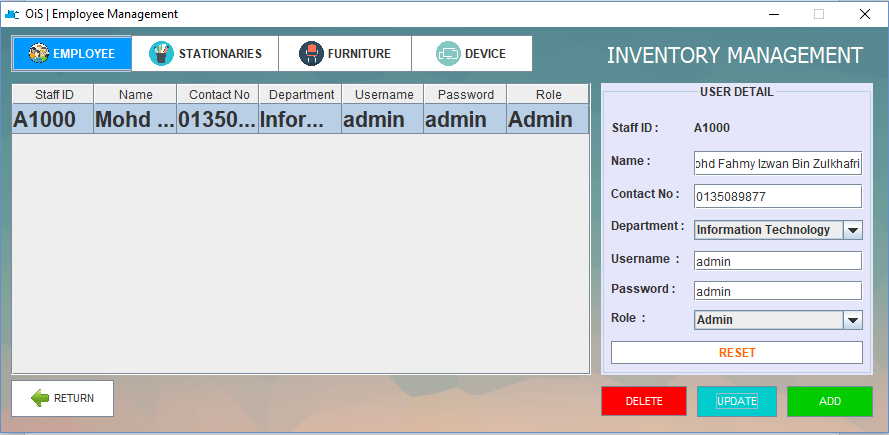 OiS | Employee Management
EMPLOYEE STATIONARIES FURNITURE DEVICE
INVENTORY MANAGEMENT
Staff ID Name Contact No Department Username Password Role
A1000 Mohd ... 01350... Infor... admin admin Admin
USER DETAIL
Staff ID : A1000
Name : ohd Fahmy Izwan Bin Zulkhafri
Contact No : 0135089877
Department : Information Technology
Username : admin
Password : admin
Role : Admin
RESET
RETURN
DELETE UPDATE ADD